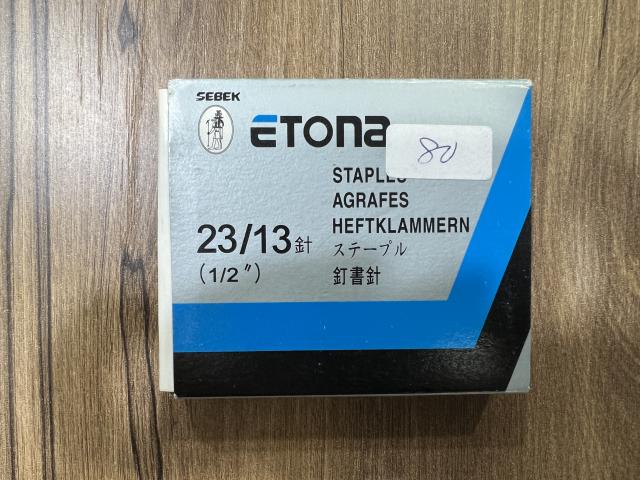 SEBEK
ETONA
80
STAPLES
AGRAFES
HEFTKLAMMERN
23/13針
ステープル
(1/2″)
釘書針